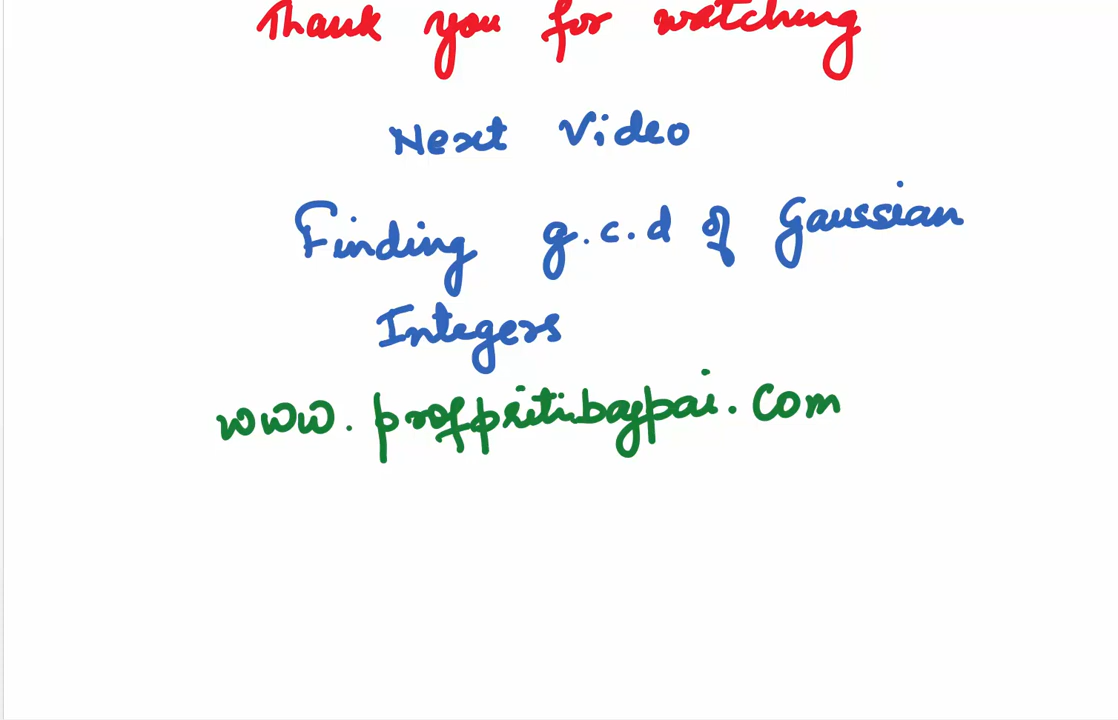 Thank you for watching
Next Video
Finding g.c.d of Gaussian
Integers
www.profpritibajpai.com